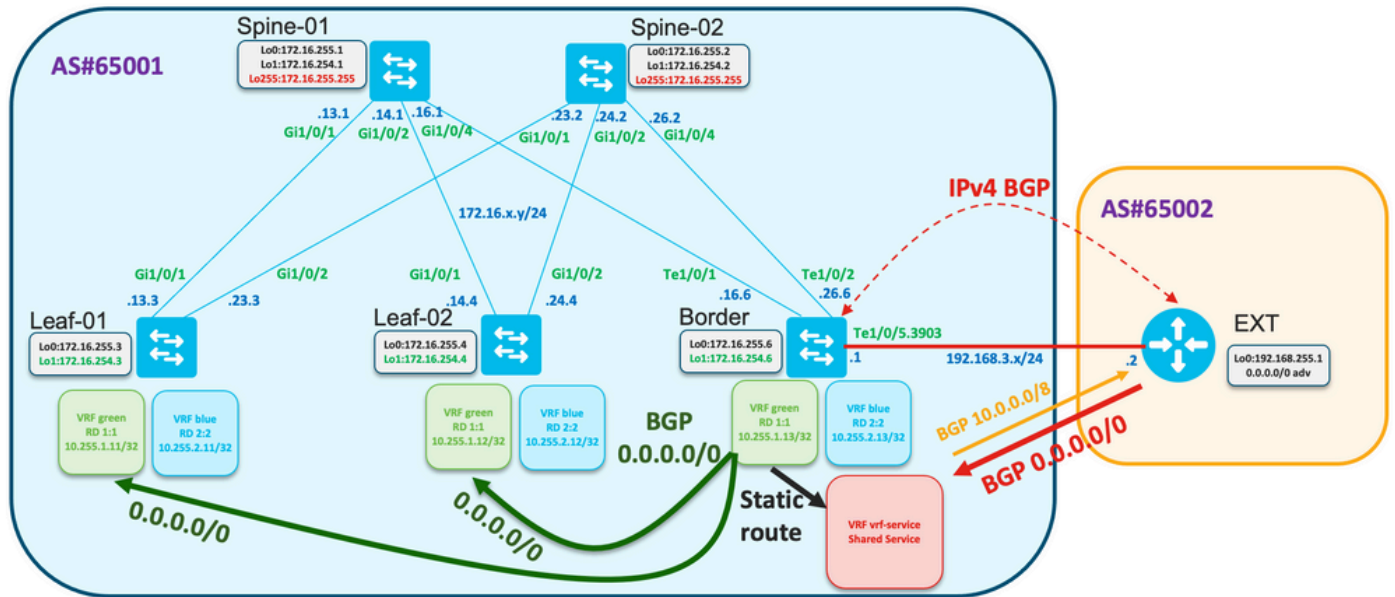 Spine-01
Lo0:172.16.255.1
Lo1:172.16.254.1
Lo255:172.16.255.255
Spine-02
Lo0:172.16.255.2
Lo1:172.16.254.2
Lo255:172.16.255.255
AS#65001
.13.1
.14.1
.16.1
Gi1/0/1
Gi1/0/2
Gi1/0/4
.23.2
.24.2
.26.2
Gi1/0/1
Gi1/0/2
Gi1/0/4
IPv4 BGP
AS#65002
172.16.x.y/24
Gi1/0/1
Gi1/0/2
Gi1/0/1
Gi1/0/2
Te1/0/1
Te1/0/2
.13.3
.23.3
.14.4
.24.4
.16.6
.26.6
Leaf-01
Lo0:172.16.255.3
Lo1:172.16.254.3
Leaf-02
Lo0:172.16.255.4
Lo1:172.16.254.4
Border
Lo0:172.16.255.6
Lo1:172.16.254.6
Te1/0/5.3903
.1
192.168.3.x/24
.2
EXT
Lo0:192.168.255.1
0.0.0.0/0 adv
VRF green
RD 1:1
10.255.1.11/32
VRF blue
RD 2:2
10.255.2.11/32
VRF green
RD 1:1
10.255.1.12/32
VRF blue
RD 2:2
10.255.2.12/32
BGP
0.0.0.0/0
VRF green
RD 1:1
10.255.1.13/32
VRF blue
RD 2:2
10.255.2.13/32
BGP 10.0.0.0/8
BGP 0.0.0.0/0
0.0.0.0/0
0.0.0.0/0
Static
route
VRF vrf-service
Shared Service